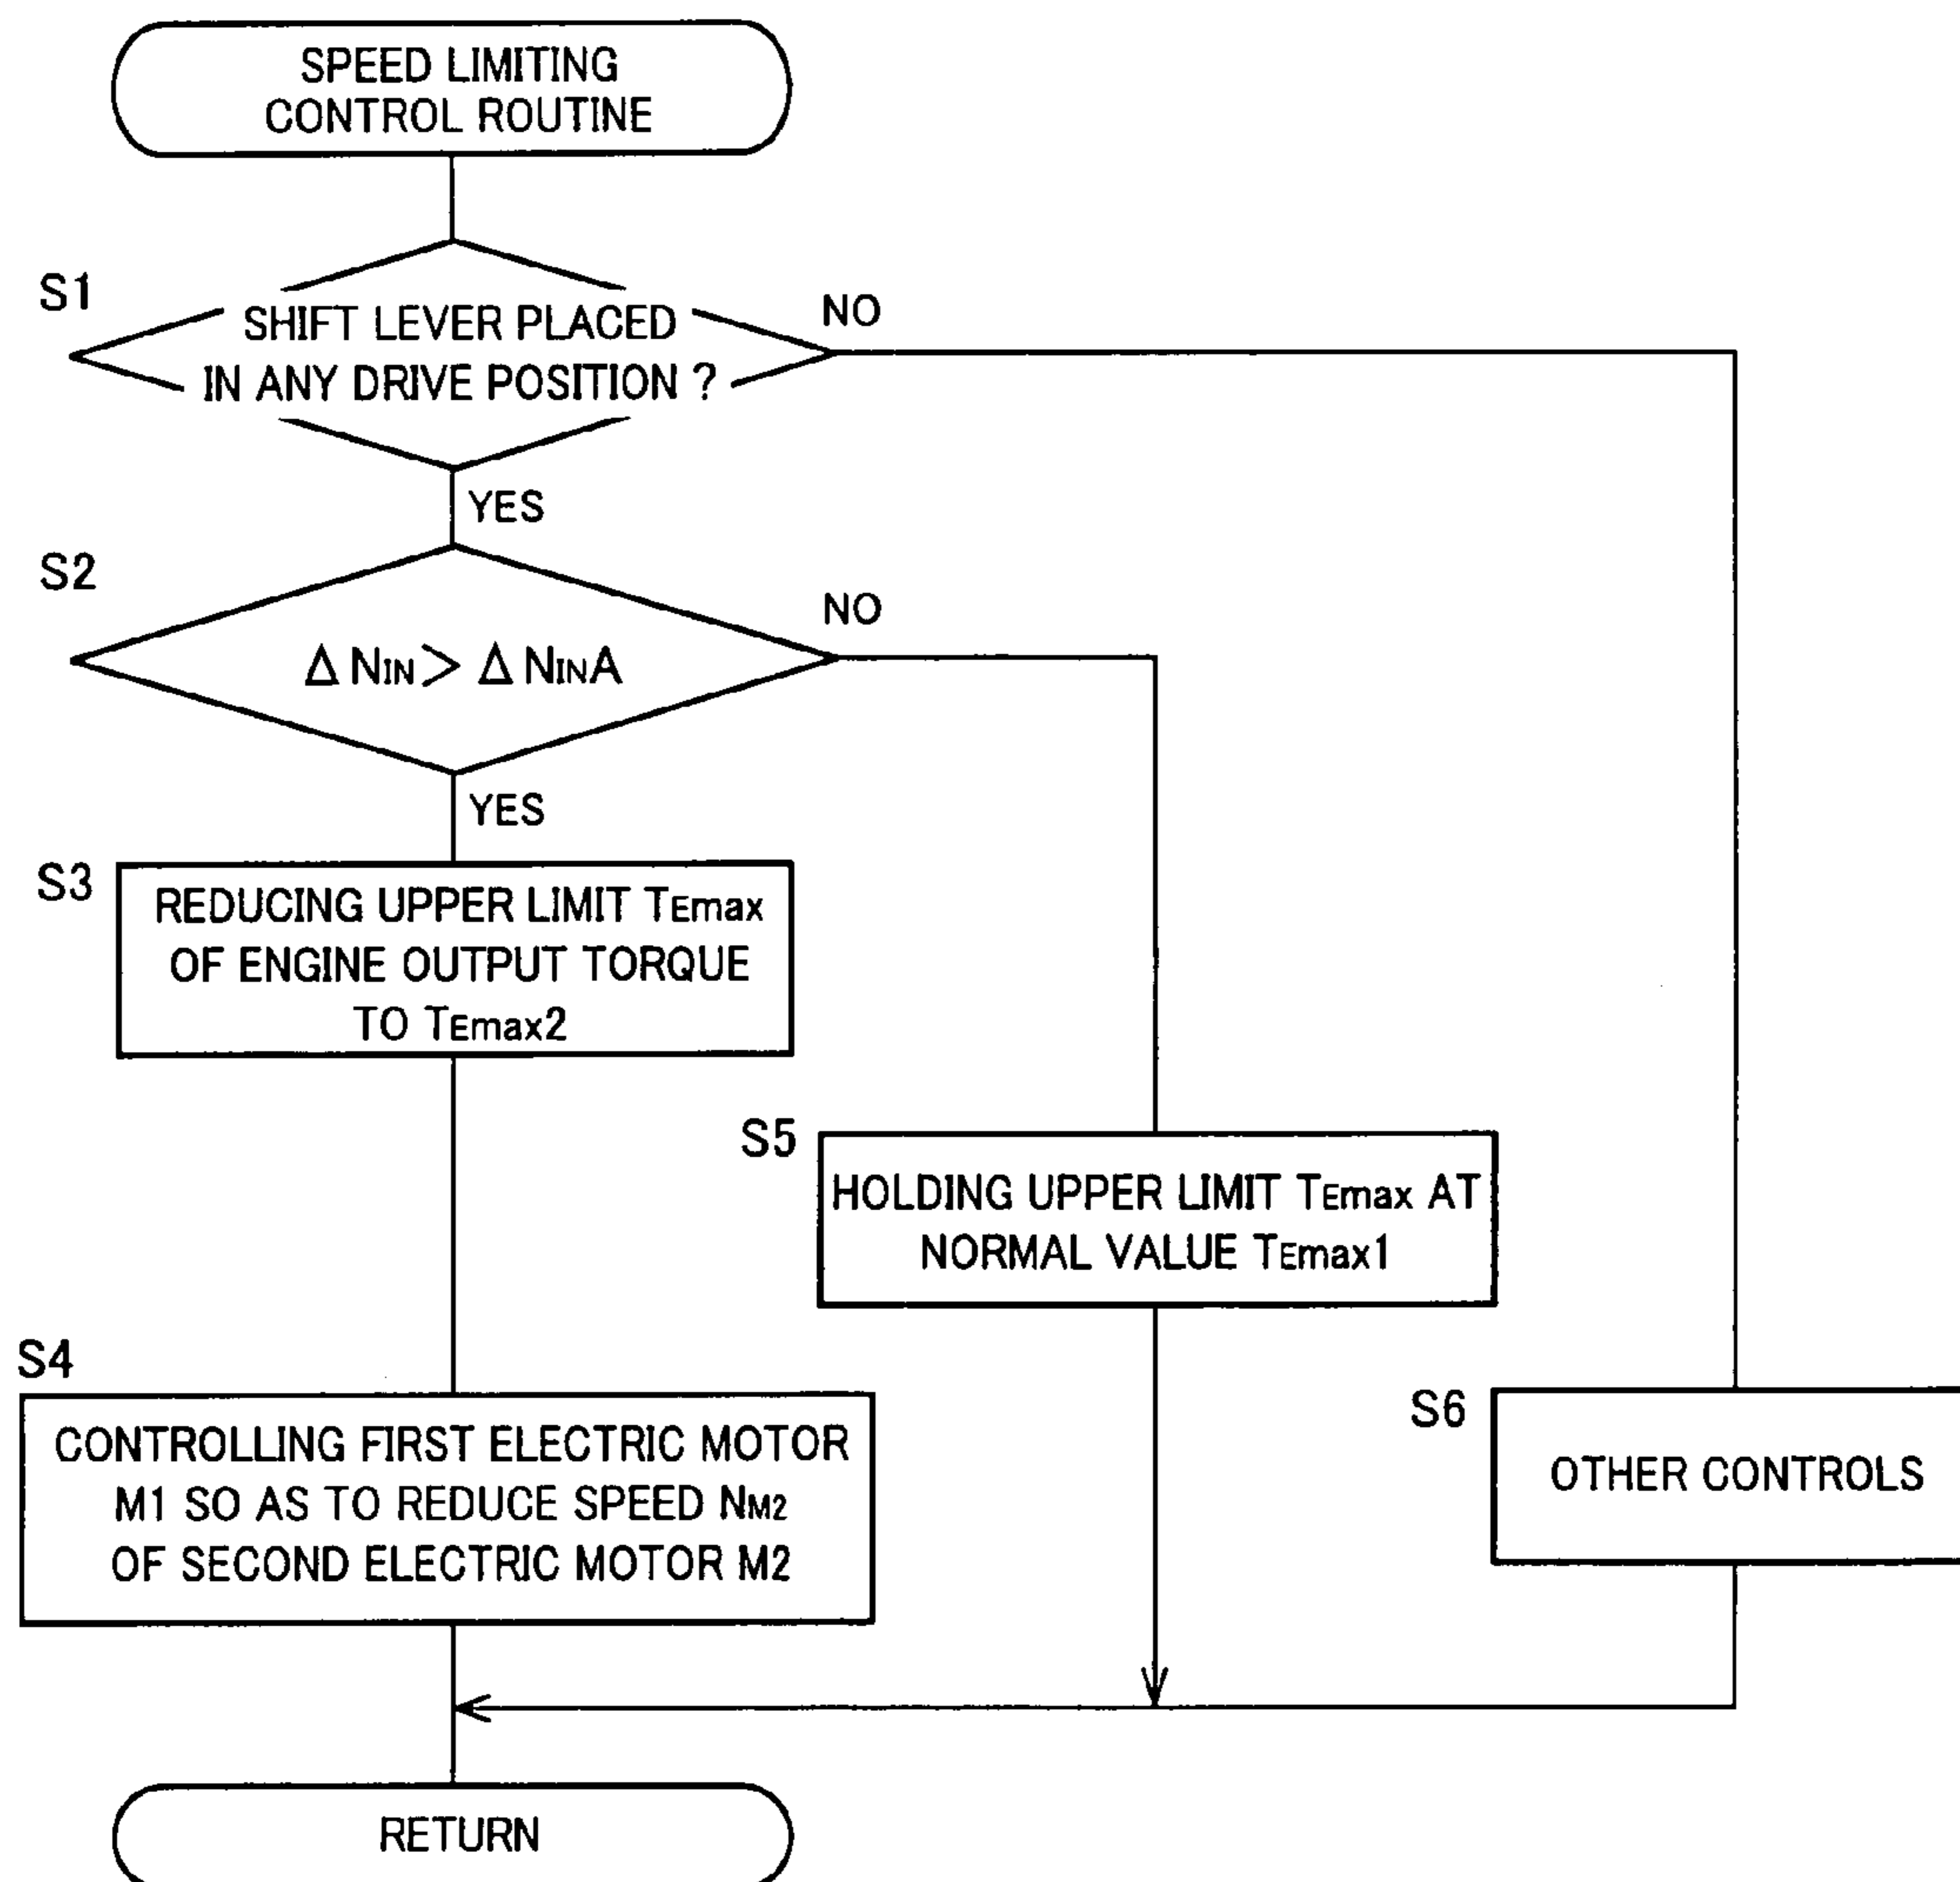 SPEED LIMITING
CONTROL ROUTINE
S1
SHIFT LEVER PLACED
IN ANY DRIVE POSITION ?
NO
YES
S2
Δ NIN > Δ NINA
NO
YES
S3
REDUCING UPPER LIMIT TEmax
OF ENGINE OUTPUT TORQUE
TO TEmax2
S5
HOLDING UPPER LIMIT TEmax AT
NORMAL VALUE TEmax1
S4
CONTROLLING FIRST ELECTRIC MOTOR
M1 SO AS TO REDUCE SPEED NM2
OF SECOND ELECTRIC MOTOR M2
S6
OTHER CONTROLS
RETURN